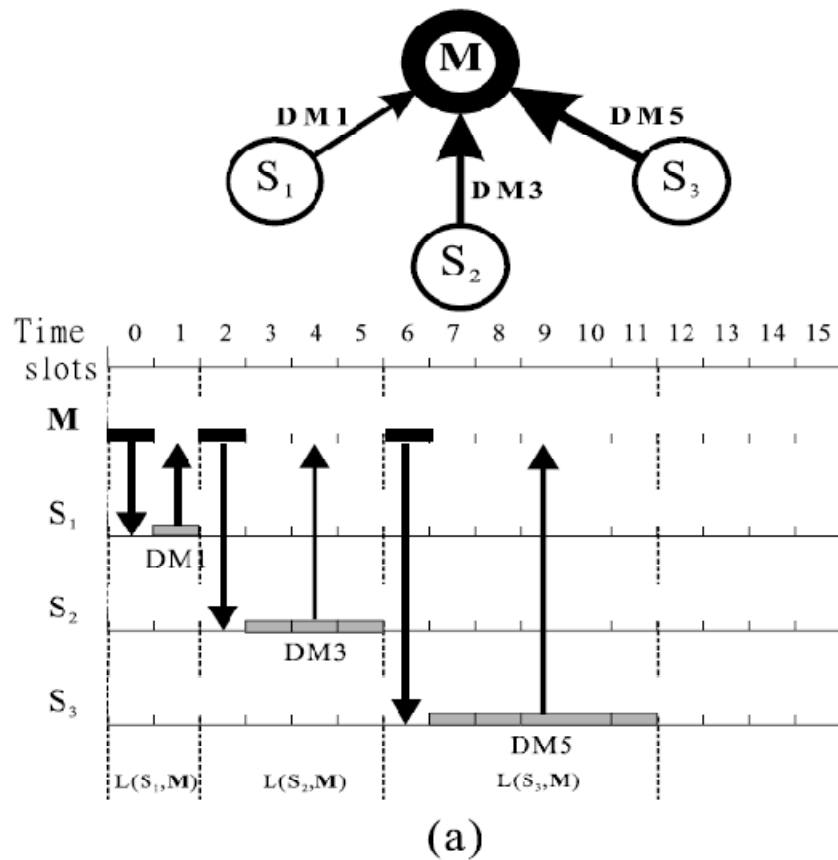 M
DM1
DM5
S₁
DM3
S₃
S₂
Time slots
0 1 2 3 4 5 6 7 8 9 10 11 12 13 14 15
M
S₁
DM1
S₂
DM3
S₃
DM5
L(S₁,M) L(S₂,M) L(S₃,M)
(a)